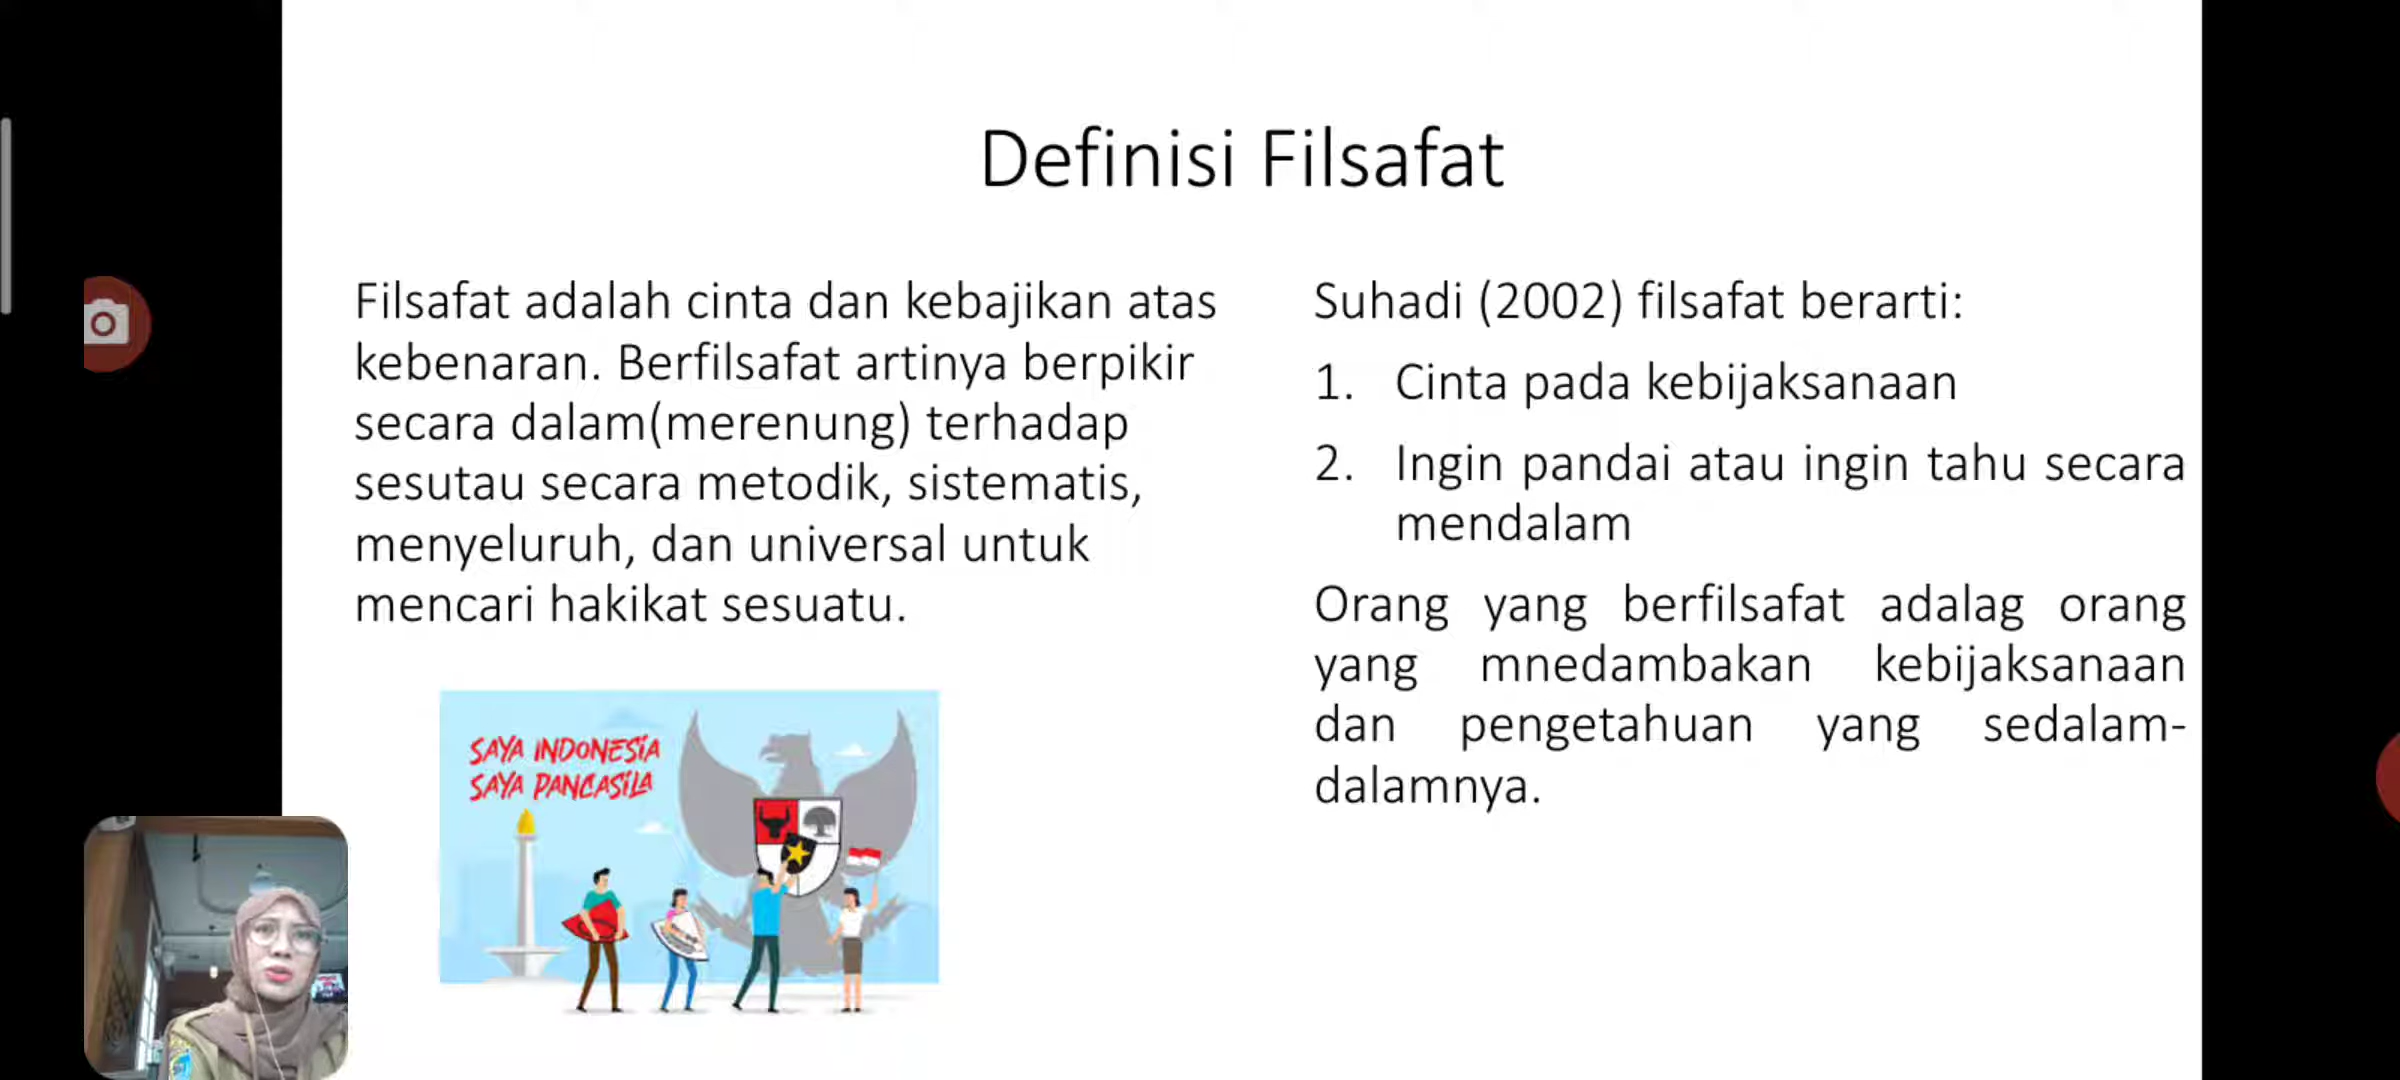 Definisi Filsafat
Filsafat adalah cinta dan kebajikan atas
kebenaran. Berfilsafat artinya berpikir
secara dalam(merenung) terhadap
sesutau secara metodik, sistematis,
menyeluruh, dan universal untuk
mencari hakikat sesuatu.
SAYA INDONESIA
SAYA PANCASILA
Suhadi (2002) filsafat berarti:
1. Cinta pada kebijaksanaan
2. Ingin pandai atau ingin tahu secara
mendalam
Orang yang berfilsafat adalag orang
yang mnedambakan kebijaksanaan
dan pengetahuan yang sedalam-
dalamnya.